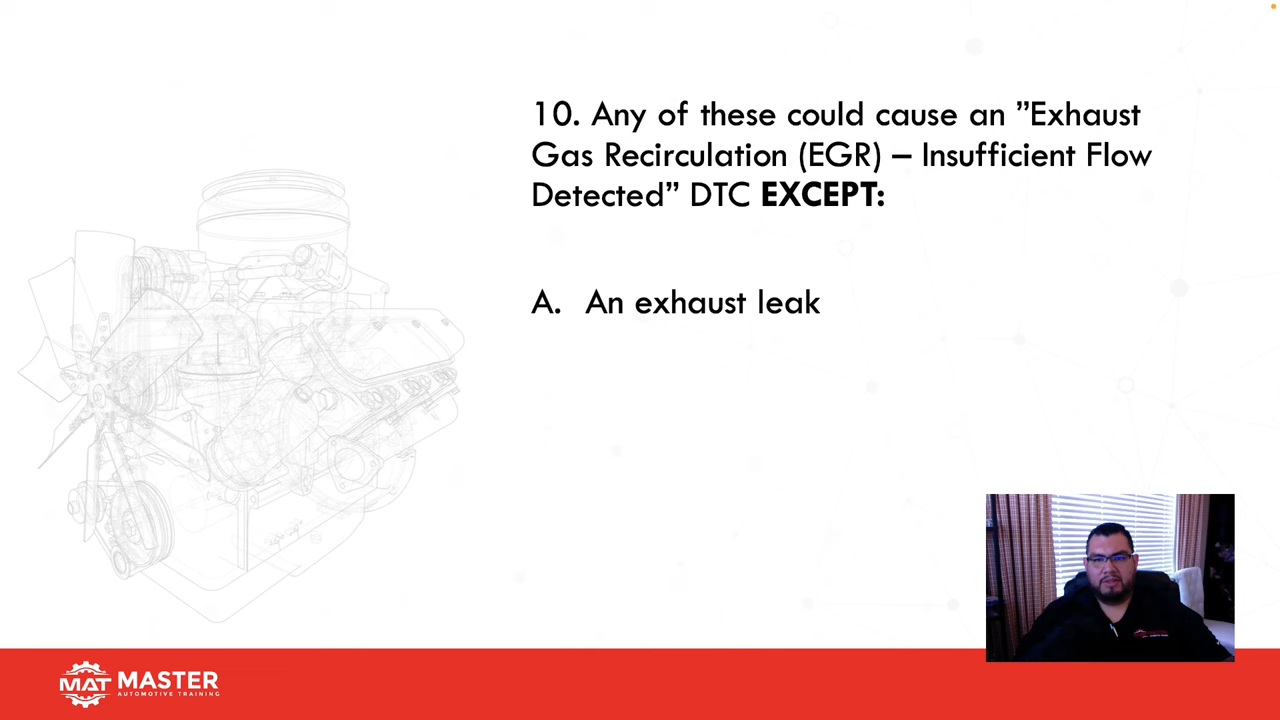 10. Any of these could cause an ”Exhaust
Gas Recirculation (EGR) – Insufficient Flow
Detected” DTC EXCEPT:
A. An exhaust leak
MAT MASTER
AUTOMOTIVE TRAINING